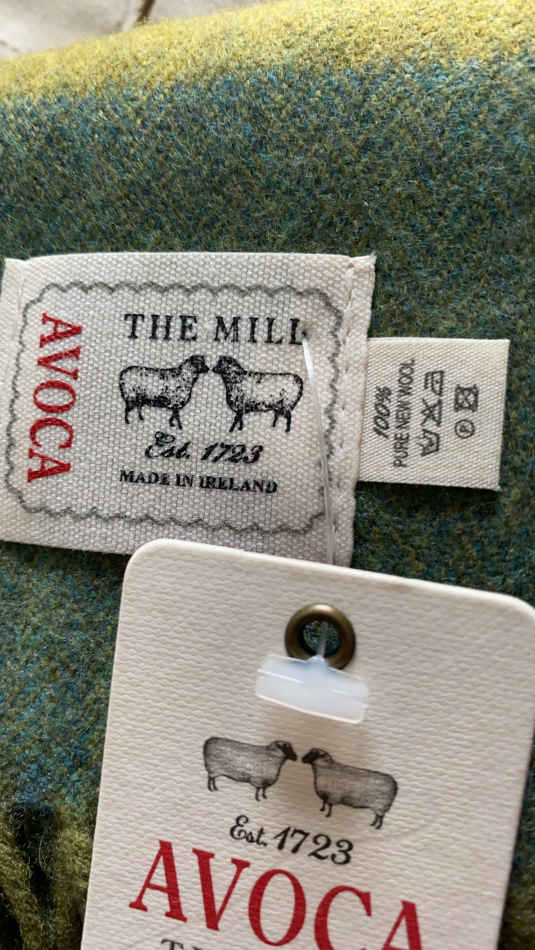 THE MILL
AVOCA
Est. 1723
MADE IN IRELAND
100%
PURE NEW WOOL
P
Est. 1723
AVOCA